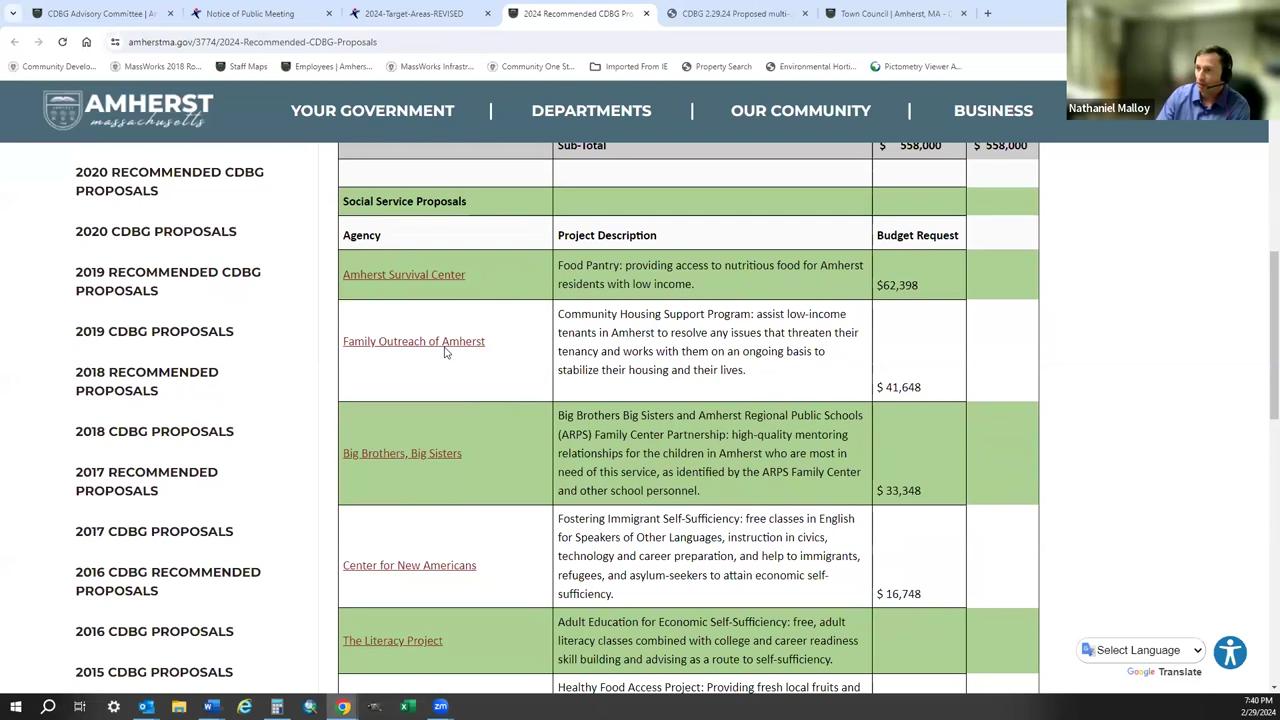 CDBG Advisory Committee | Ar
Notice of Public Meeting
2024-Target-Areas-REVISED
2024 Recommended CDBG Pro
CDBG 2.29.24 Proposed multi-
Town Council | Amherst, MA - O
amherstma.gov/3774/2024-Recommended-CDBG-Proposals
Community Develo...
MassWorks 2018 Ro...
Staff Maps
Employees | Amhers...
MassWorks Infrastr...
Community One St...
Imported From IE
Property Search
Environmental Horti...
Pictometry Viewer A...
Nathaniel Malloy
AMHERST
massachusetts
YOUR GOVERNMENT
DEPARTMENTS
OUR COMMUNITY
BUSINESS
2020 RECOMMENDED CDBG
PROPOSALS
2020 CDBG PROPOSALS
2019 RECOMMENDED CDBG
PROPOSALS
2019 CDBG PROPOSALS
2018 RECOMMENDED
PROPOSALS
2018 CDBG PROPOSALS
2017 RECOMMENDED
PROPOSALS
2017 CDBG PROPOSALS
2016 CDBG RECOMMENDED
PROPOSALS
2016 CDBG PROPOSALS
2015 CDBG PROPOSALS
Sub-Total $ 558,000 $ 558,000
Social Service Proposals
Agency Project Description Budget Request
Amherst Survival Center
Food Pantry: providing access to nutritious food for Amherst
residents with low income.
$62,398
Family Outreach of Amherst
Community Housing Support Program: assist low-income
tenants in Amherst to resolve any issues that threaten their
tenancy and works with them on an ongoing basis to
stabilize their housing and their lives.
$ 41,648
Big Brothers, Big Sisters
Big Brothers Big Sisters and Amherst Regional Public Schools
(ARPS) Family Center Partnership: high-quality mentoring
relationships for the children in Amherst who are most in
need of this service, as identified by the ARPS Family Center
and other school personnel.
$ 33,348
Center for New Americans
Fostering Immigrant Self-Sufficiency: free classes in English
for Speakers of Other Languages, instruction in civics,
technology and career preparation, and help to immigrants,
refugees, and asylum-seekers to attain economic self-
sufficiency.
$ 16,748
The Literacy Project
Adult Education for Economic Self-Sufficiency: free, adult
literacy classes combined with college and career readiness
skill building and advising as a route to self-sufficiency.
Healthy Food Access Project: Providing fresh local fruits and
Select Language
Google Translate
7:40 PM
2/29/2024